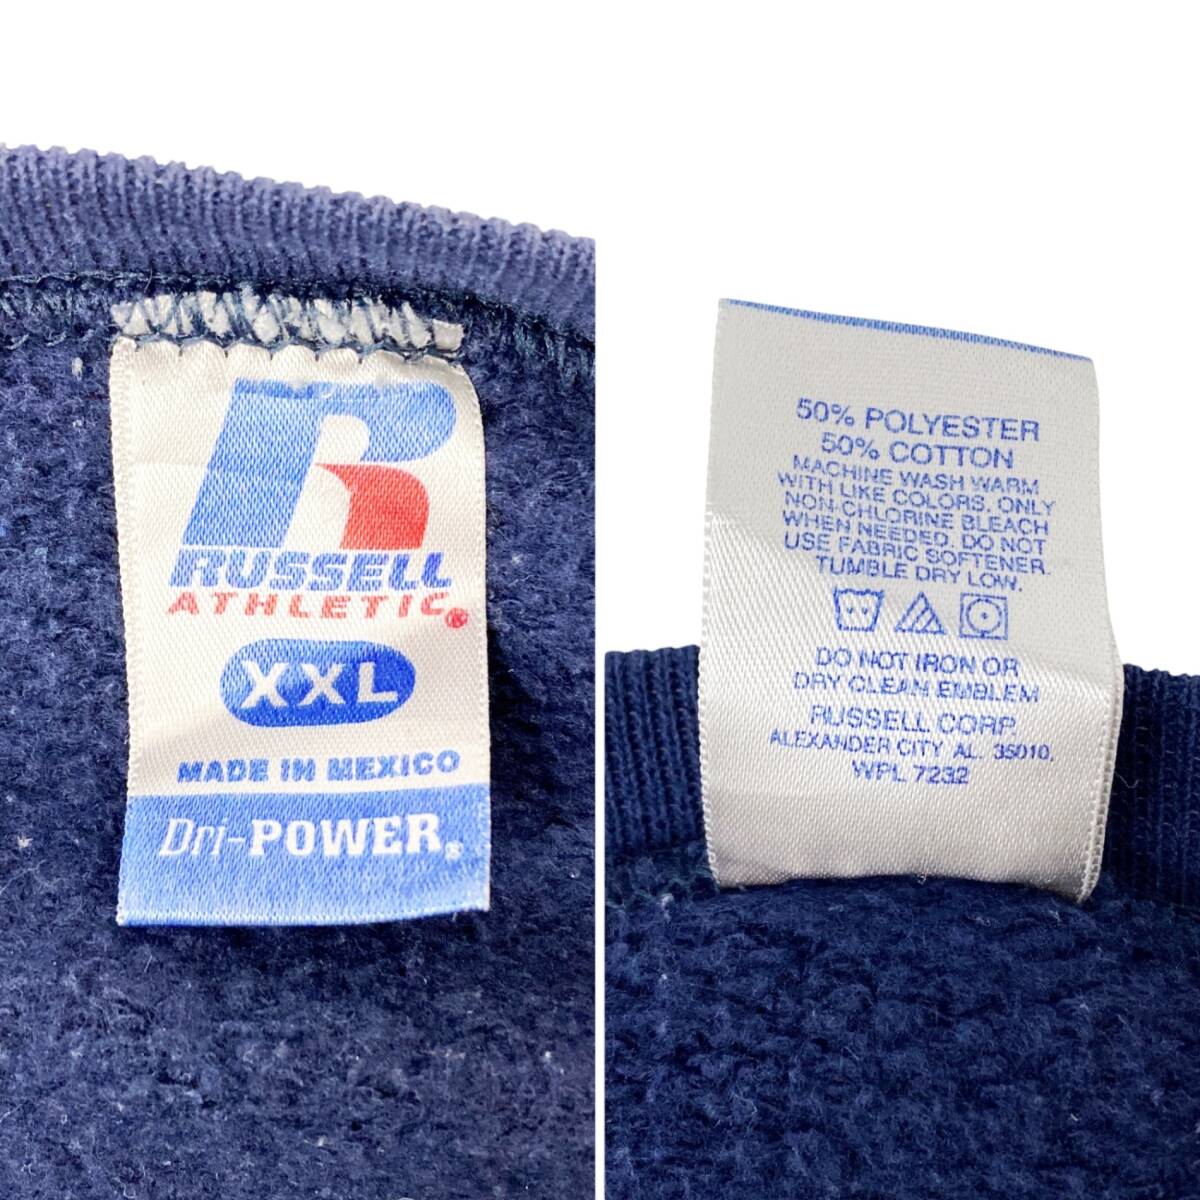 R
RUSSELL
ATHLETIC®
XXL
MADE IN MEXICO
Dri-POWER®
50% POLYESTER
50% COTTON
MACHINE WASH WARM
WITH LIKE COLORS. ONLY
NON-CHLORINE BLEACH
WHEN NEEDED. DO NOT
USE FABRIC SOFTENER.
TUMBLE DRY LOW.
DO NOT IRON OR
DRY CLEAN EMBLEM
RUSSELL CORP.
ALEXANDER CITY AL. 35010.
WPL 7232